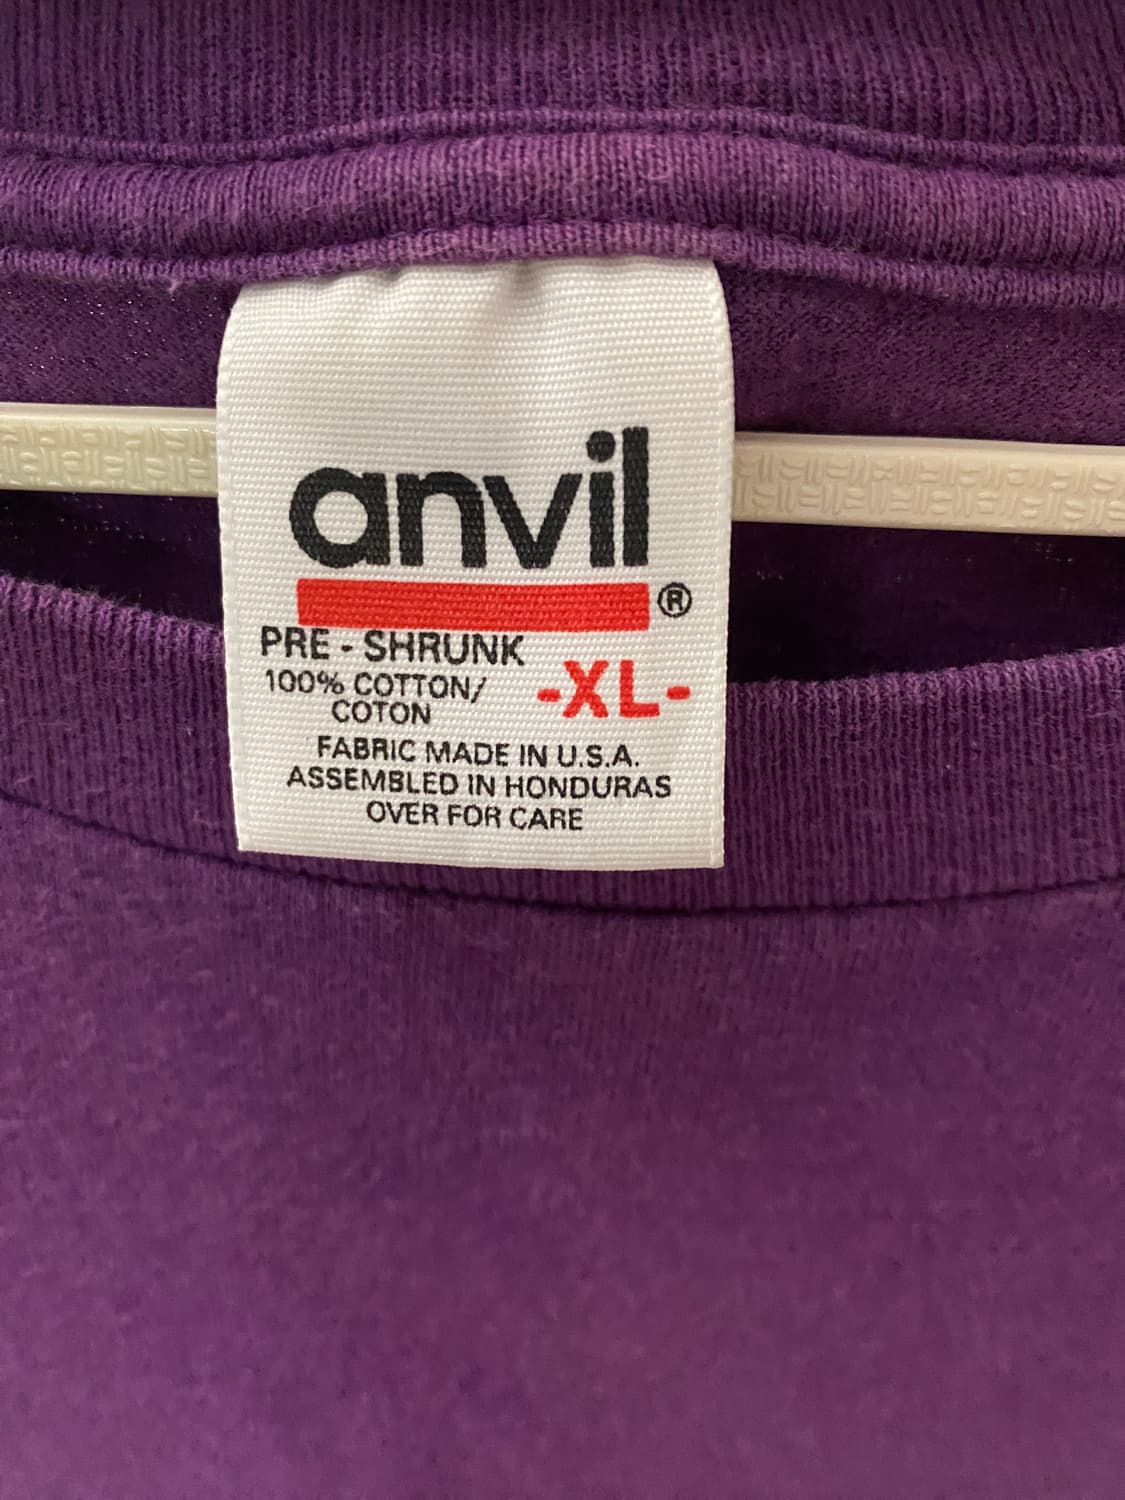 anvil
®
PRE - SHRUNK
100% COTTON/
COTON
-XL-
FABRIC MADE IN U.S.A.
ASSEMBLED IN HONDURAS
OVER FOR CARE